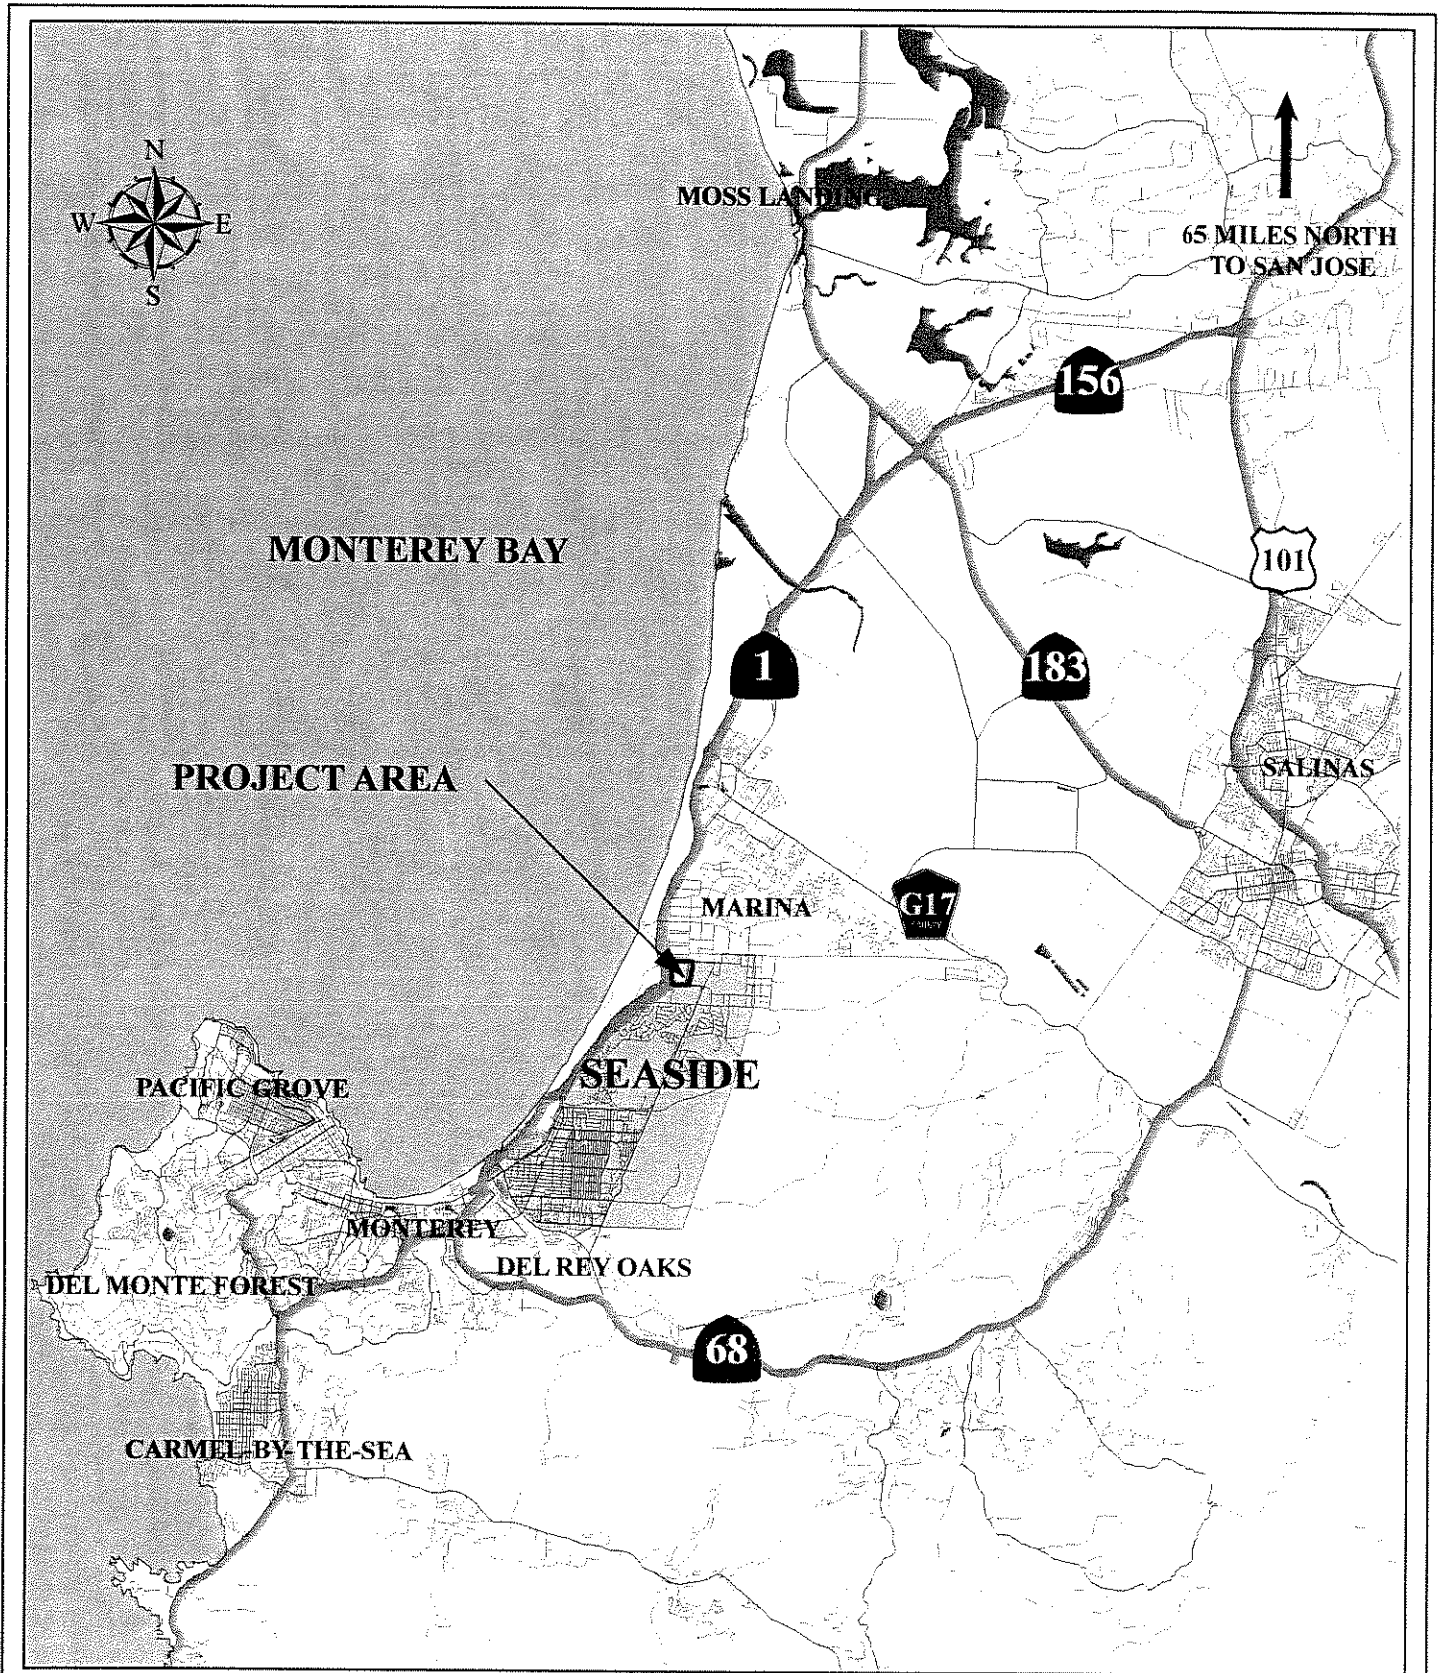 N
W E
S
MOSS LANDING
65 MILES NORTH
TO SAN JOSE
156
MONTEREY BAY
101
1
183
PROJECT AREA
SALINAS
MARINA
G17
SEASIDE
PACIFIC GROVE
MONTEREY
DEL REY OAKS
DEL MONTE FOREST
68
CARMEL-BY-THE-SEA